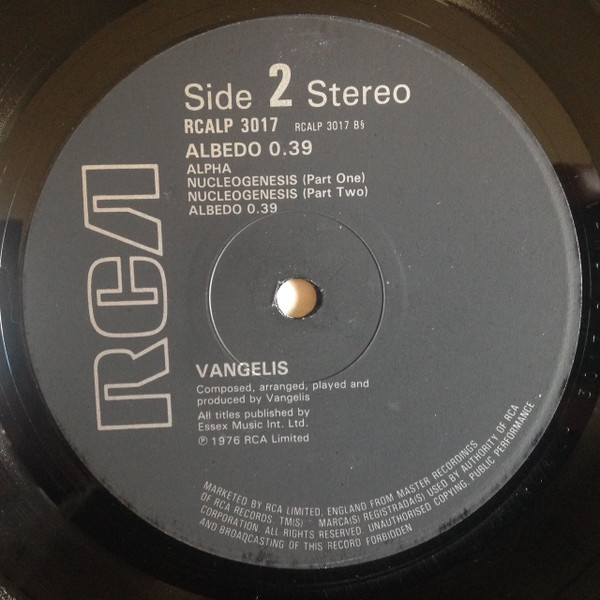 Side 2 Stereo
RCALP 3017 RCALP 3017 B§
ALBEDO 0.39
ALPHA
NUCLEOGENESIS (Part One)
NUCLEOGENESIS (Part Two)
ALBEDO 0.39
RCA
VANGELIS
Composed, arranged, played and
produced by Vangelis
All titles published by
Essex Music Int. Ltd.
℗ 1976 RCA Limited
MARKETED BY RCA LIMITED, ENGLAND FROM MASTER RECORDINGS
OF RCA RECORDS. TM(S) ® MARCA(S) REGISTRADA(S) USED BY AUTHORITY OF RCA
CORPORATION. ALL RIGHTS RESERVED. UNAUTHORISED COPYING, PUBLIC PERFORMANCE,
AND BROADCASTING OF THIS RECORD FORBIDDEN